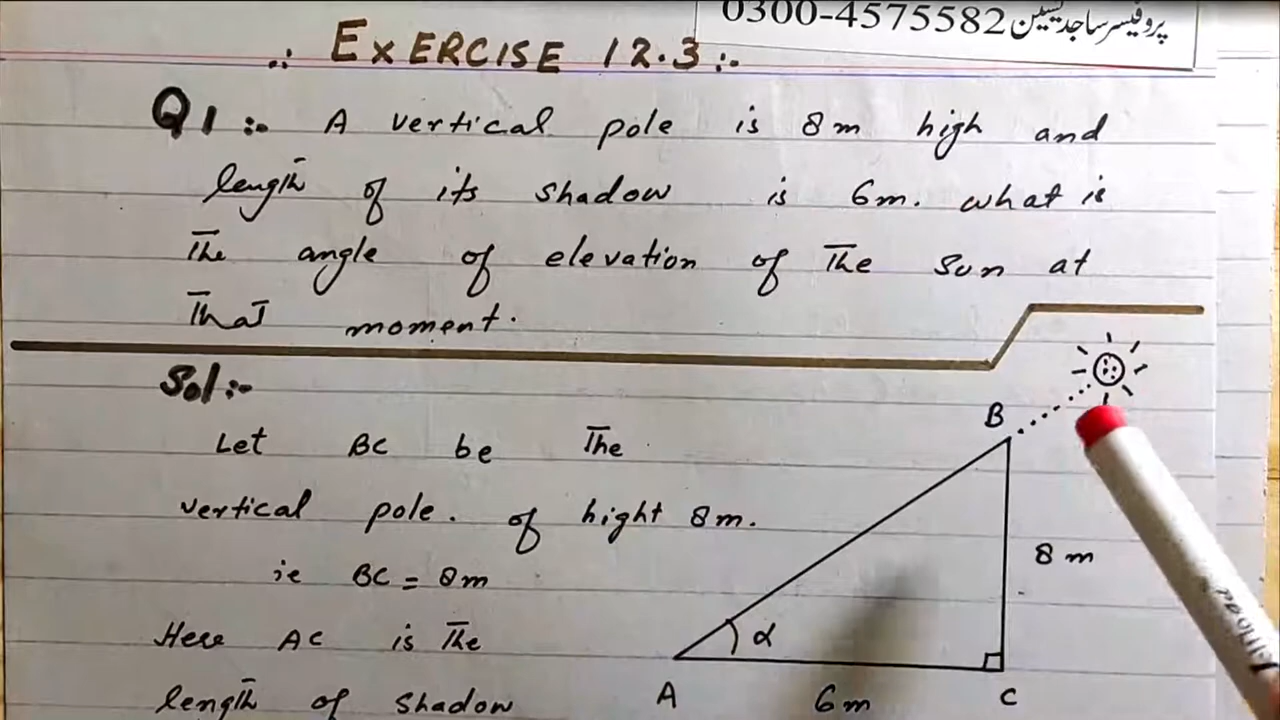 0300-4575582 پروفیسر ساجد یٰسین
∴ EXERCISE 12.3 :-
Q1 :- A vertical pole is 8m high and
length of its shadow is 6m. what is
The angle of elevation of The Sun at
That moment.
Sol :-
Let BC be The
vertical pole. of hight 8m.
ie BC = 8m
Here AC is The
length of shadow
B
8 m
α
A
6m
C